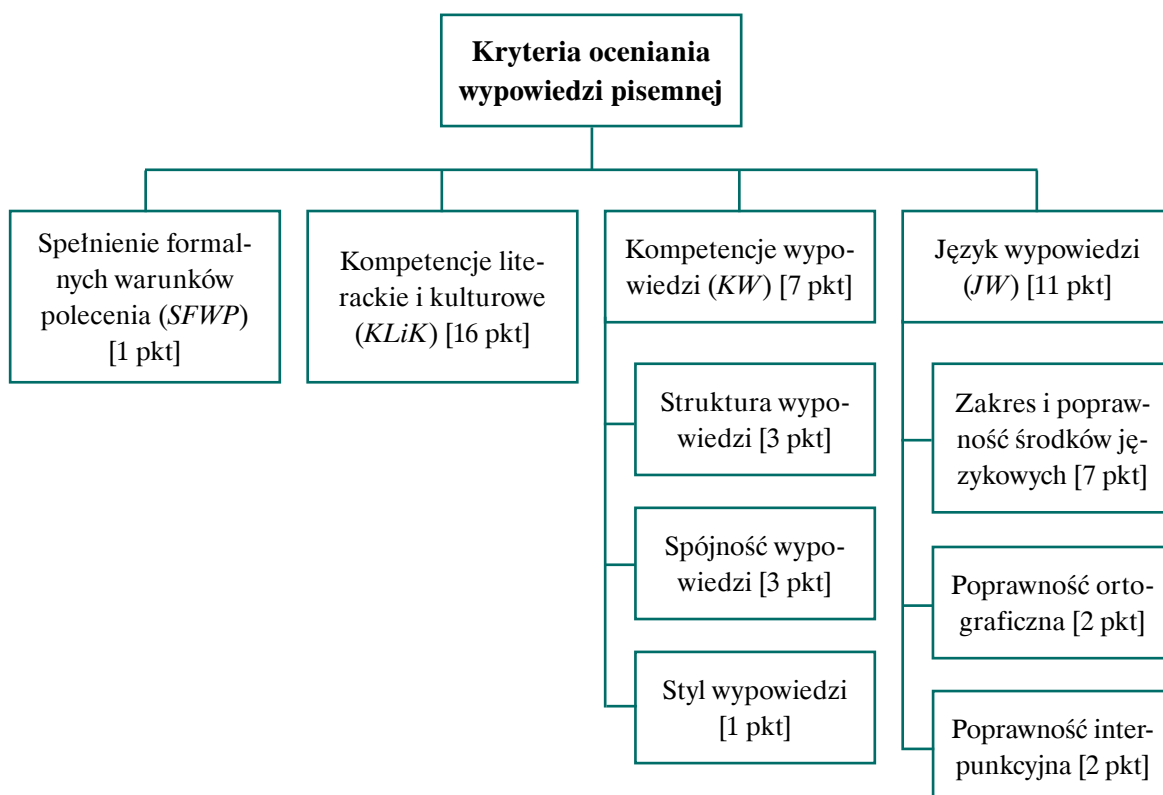 Kryteria oceniania
wypowiedzi pisemnej
Spełnienie formal-
nych warunków
polecenia (SFWP)
[1 pkt]
Kompetencje lite-
rackie i kulturowe
(KLiK) [16 pkt]
Kompetencje wypo-
wiedzi (KW) [7 pkt]
Struktura wypo-
wiedzi [3 pkt]
Spójność wypo-
wiedzi [3 pkt]
Styl wypowiedzi
[1 pkt]
Język wypowiedzi
(JW) [11 pkt]
Zakres i popraw-
ność środków ję-
zykowych [7 pkt]
Poprawność orto-
graficzna [2 pkt]
Poprawność inter-
punkcyjna [2 pkt]